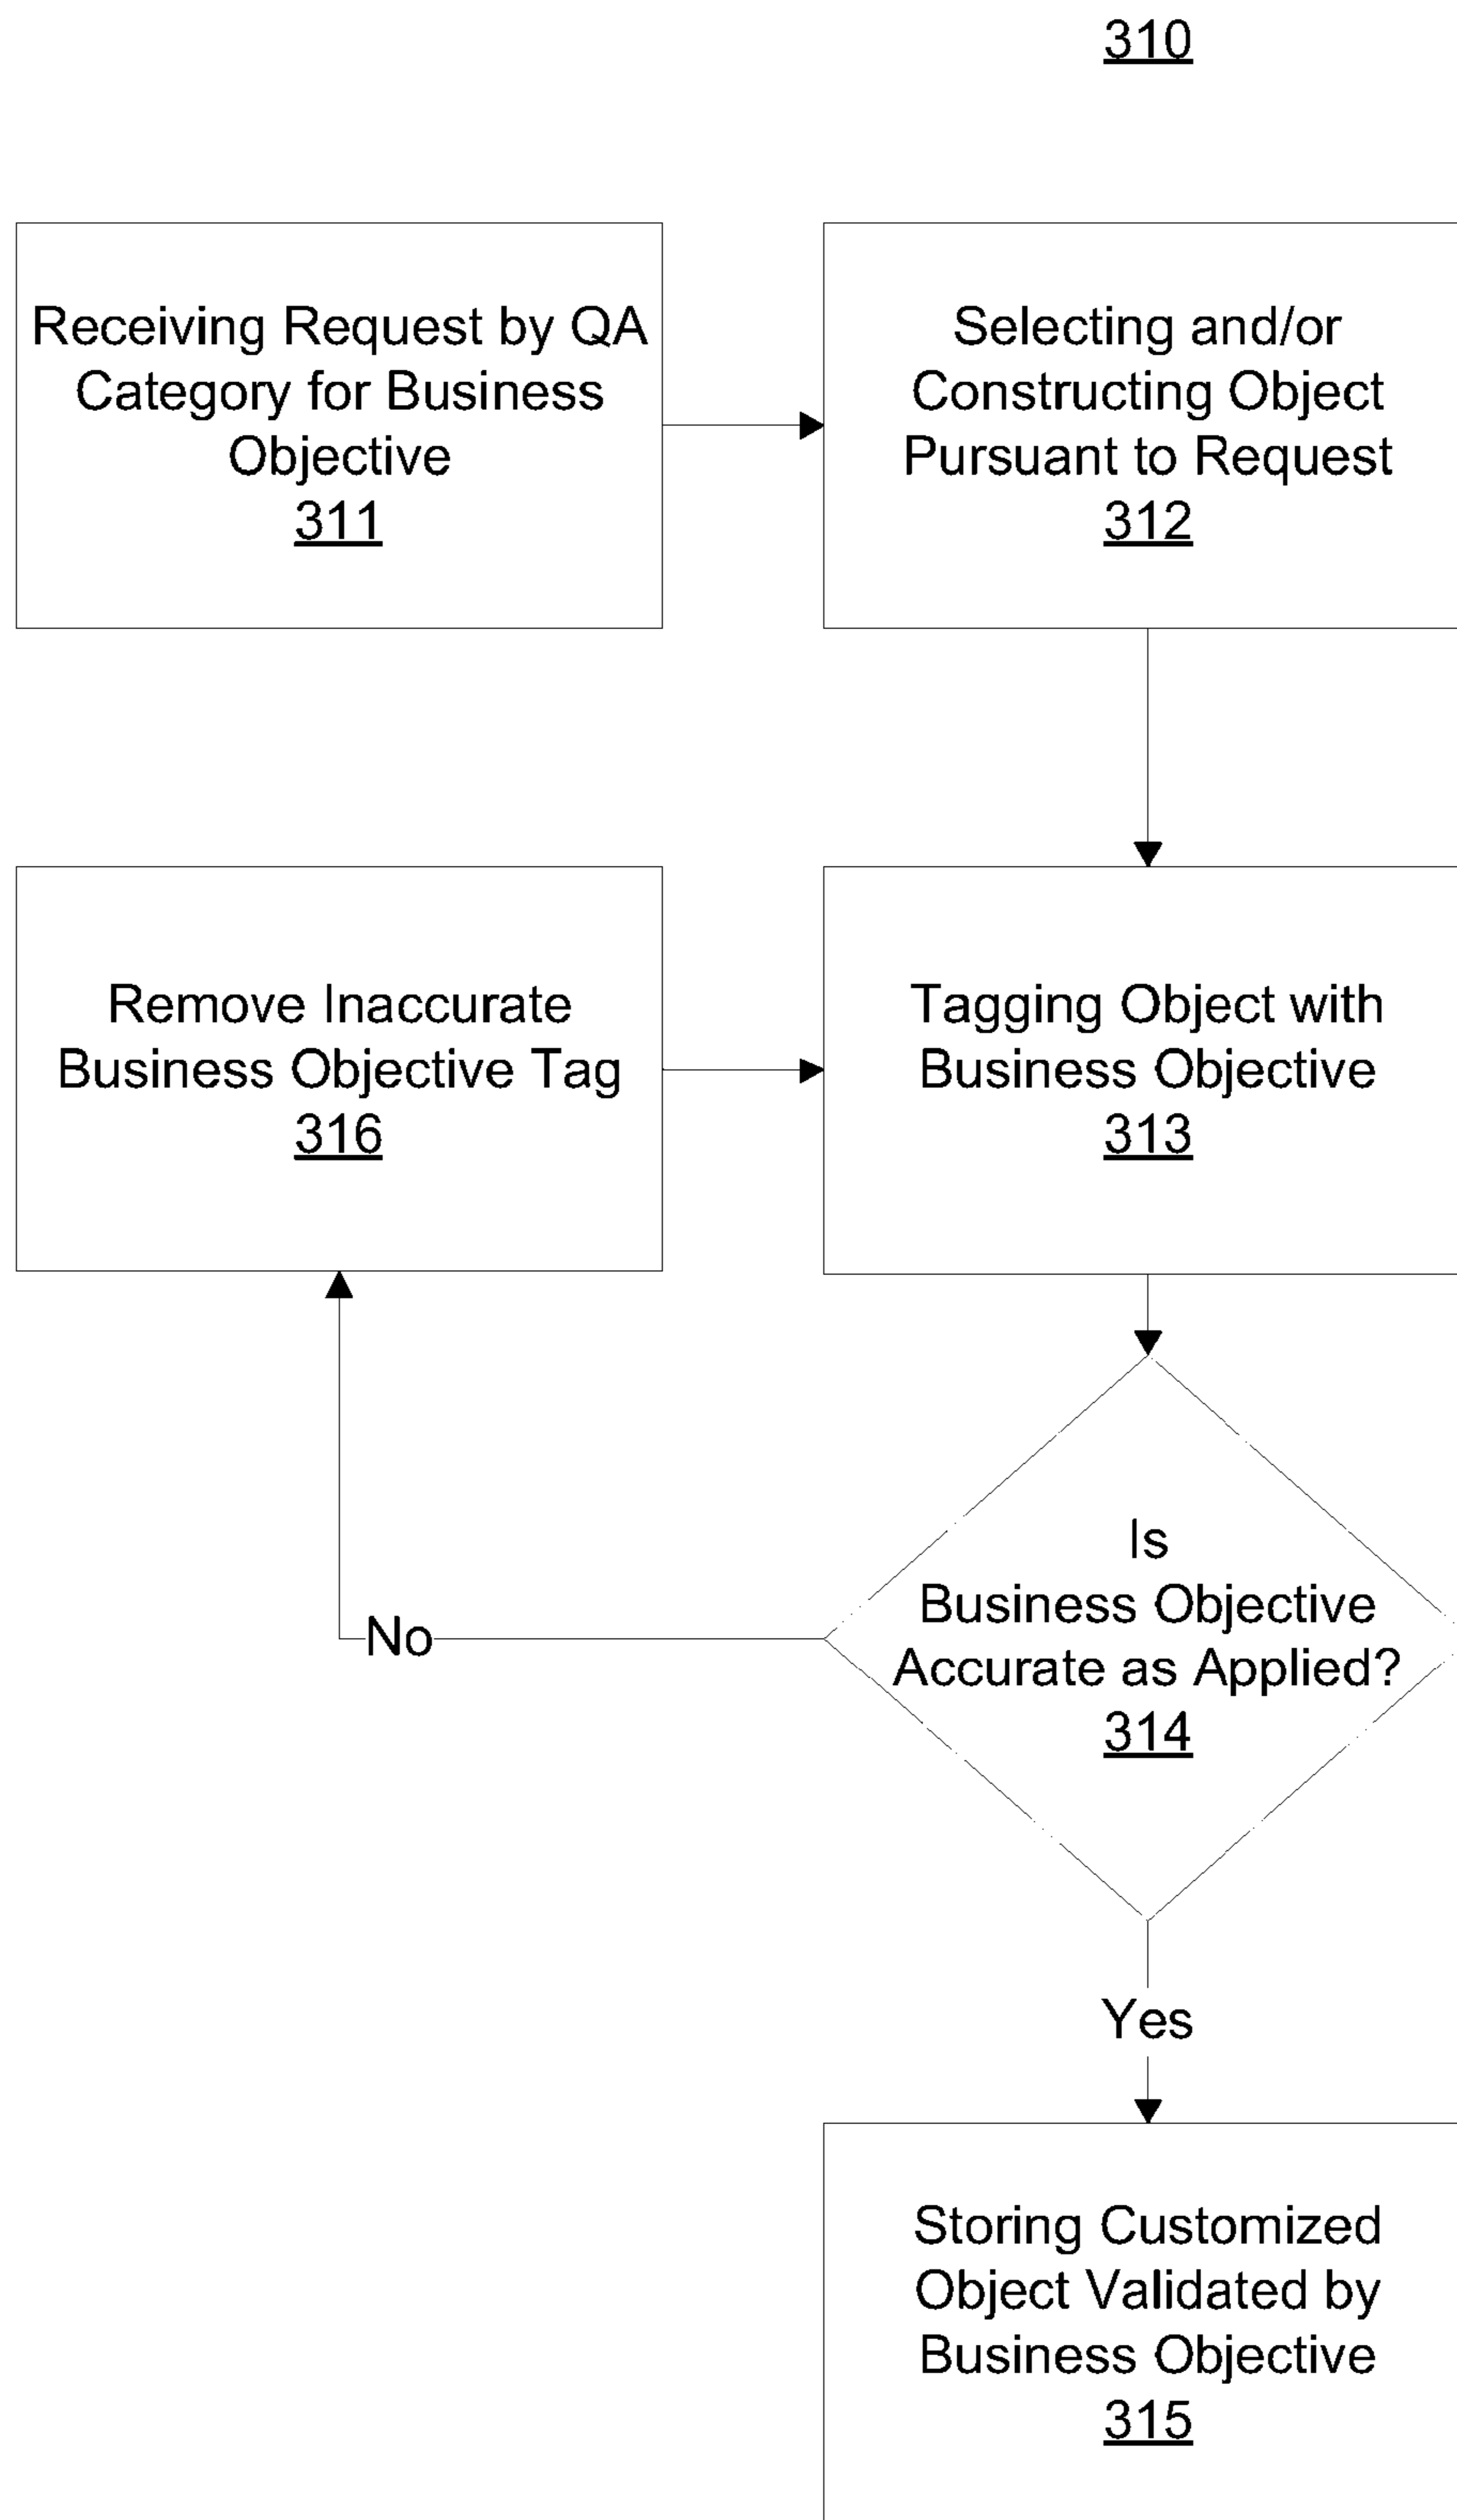 310
Receiving Request by QA
Category for Business
Objective
311
Selecting and/or
Constructing Object
Pursuant to Request
312
Remove Inaccurate
Business Objective Tag
316
Tagging Object with
Business Objective
313
Is
Business Objective
Accurate as Applied?
314
No
Yes
Storing Customized
Object Validated by
Business Objective
315